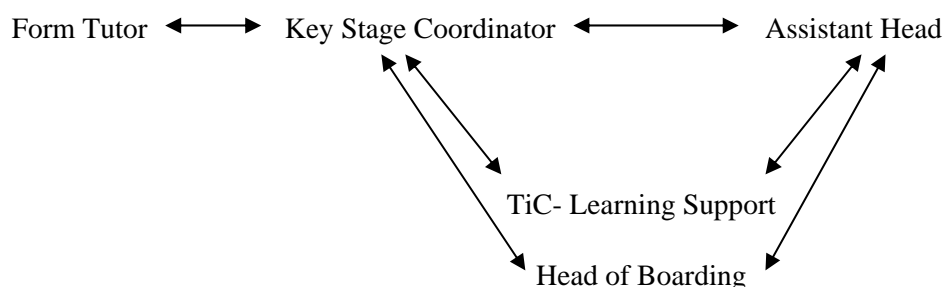 Form Tutor Key Stage Coordinator Assistant Head
TiC- Learning Support
Head of Boarding